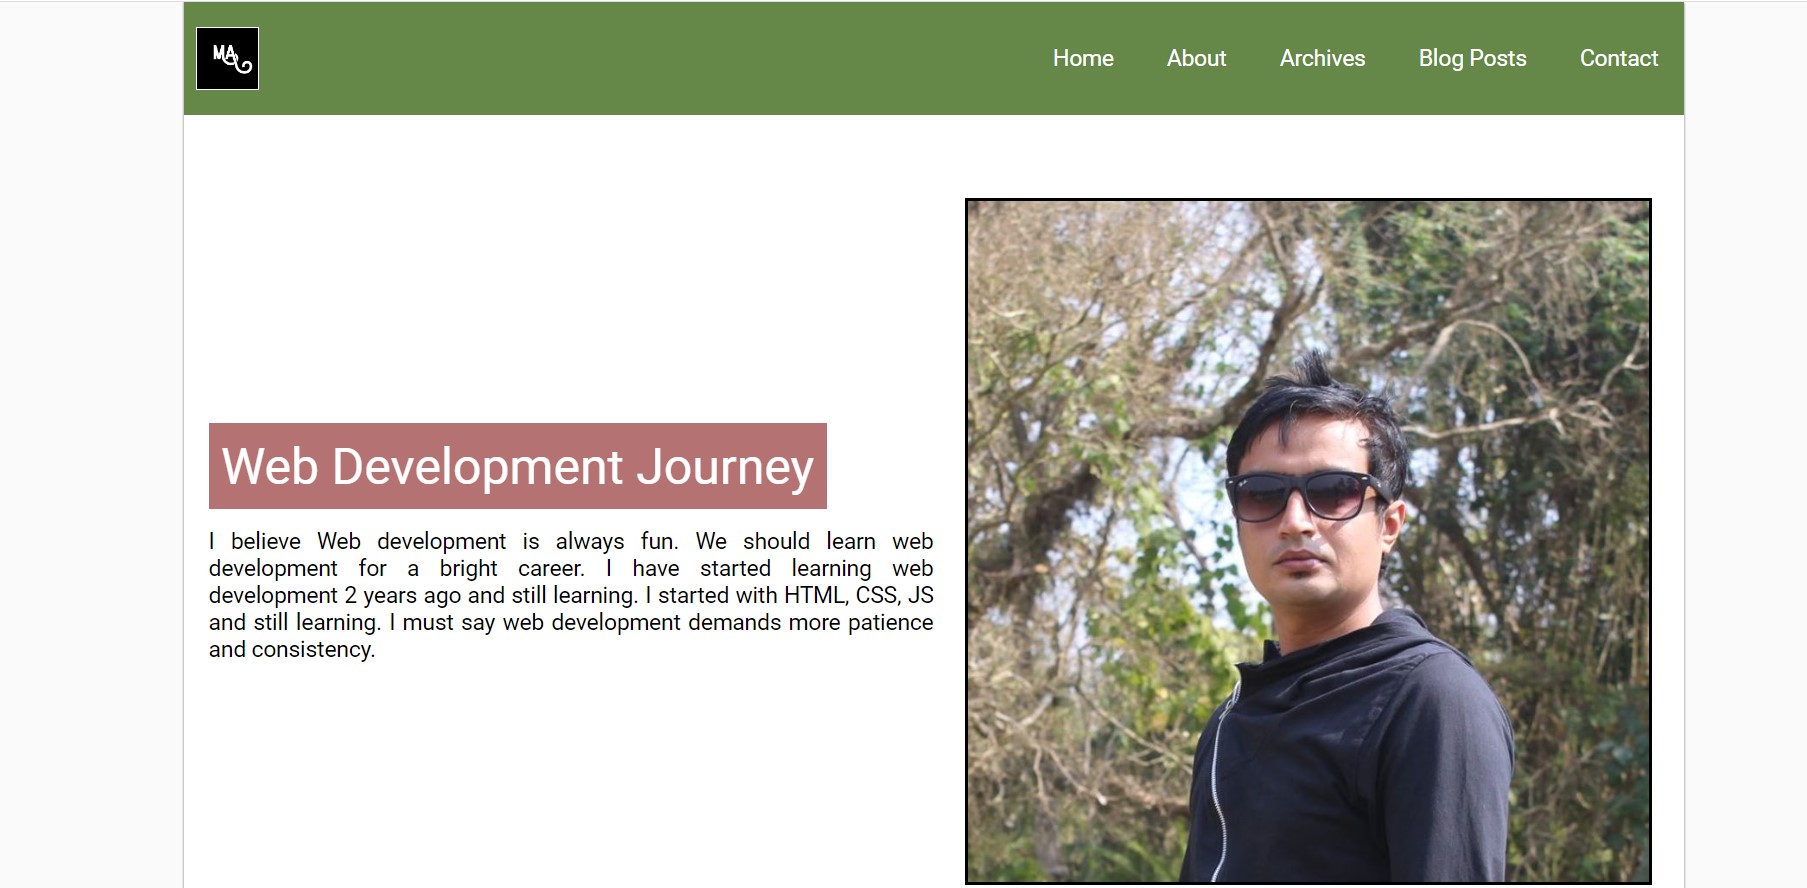 MA
Home About Archives Blog Posts Contact
Web Development Journey
I believe Web development is always fun. We should learn web
development for a bright career. I have started learning web
development 2 years ago and still learning. I started with HTML, CSS, JS
and still learning. I must say web development demands more patience
and consistency.